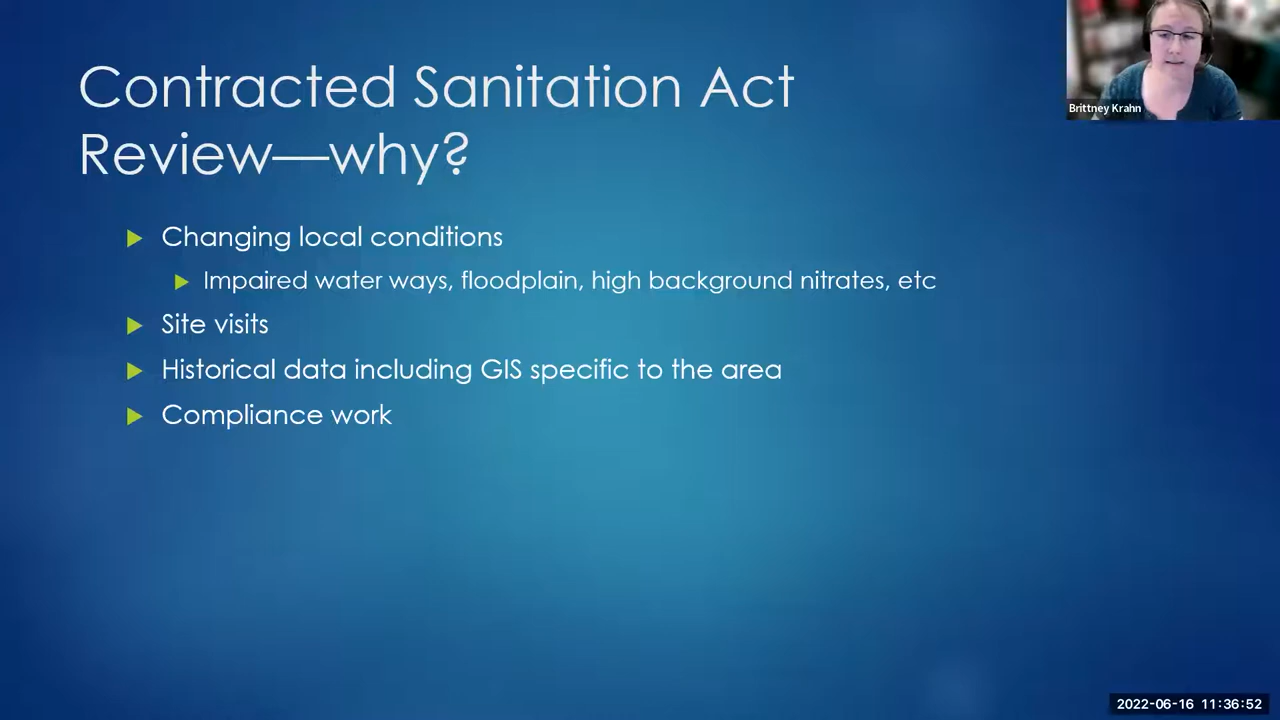 Contracted Sanitation Act
Review—why?
Brittney Krahn
Changing local conditions
Impaired water ways, floodplain, high background nitrates, etc
Site visits
Historical data including GIS specific to the area
Compliance work
2022-06-16 11:36:52